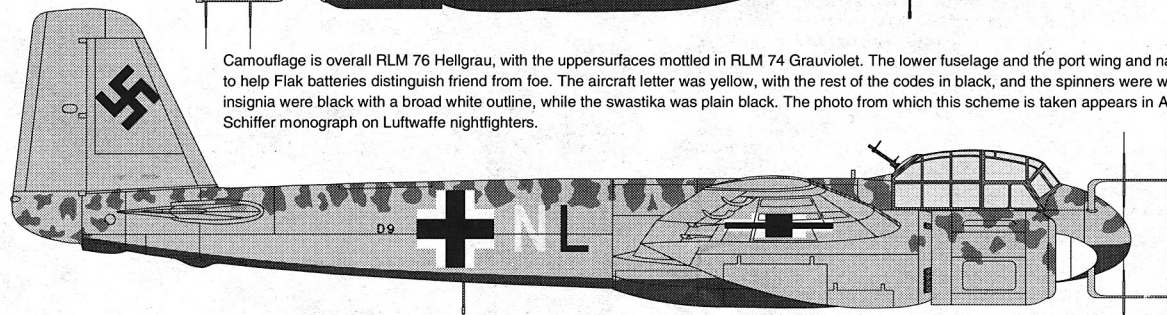 Camouflage is overall RLM 76 Hellgrau, with the uppersurfaces mottled in RLM 74 Grauviolet. The lower fuselage and the port wing and
to help Flak batteries distinguish friend from foe. The aircraft letter was yellow, with the rest of the codes in black, and the spinners were
insignia were black with a broad white outline, while the swastika was plain black. The photo from which this scheme is taken appears in
Schiffer monograph on Luftwaffe nightfighters.
D9 N L